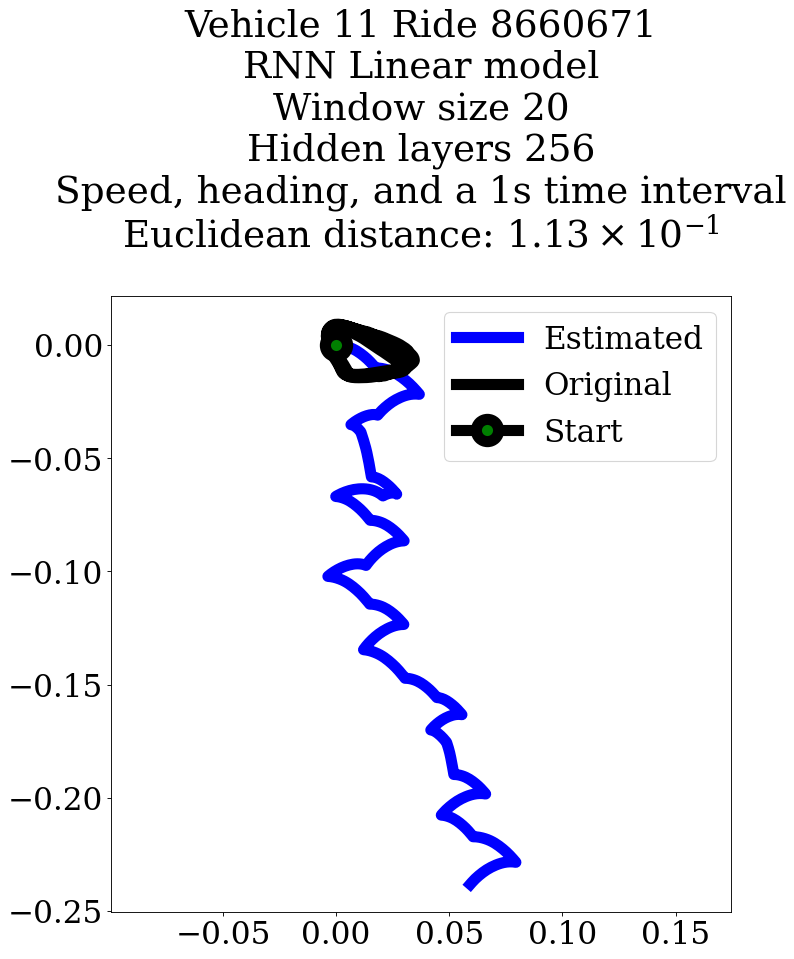 Vehicle 11 Ride 8660671
RNN Linear model
Window size 20
Hidden layers 256
Speed, heading, and a 1s time interval
Euclidean distance: 1.13 × 10⁻¹
Estimated
Original
Start
0.00
−0.05
−0.10
−0.15
−0.20
−0.25
−0.05 0.00 0.05 0.10 0.15